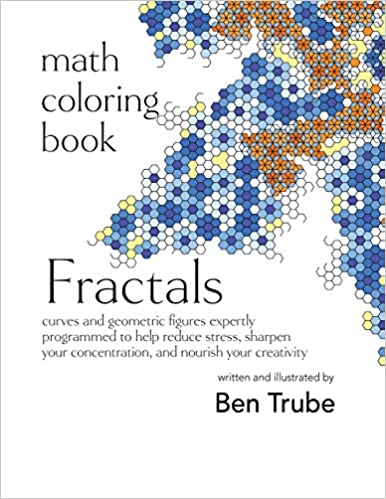 math
coloring
book
Fractals
curves and geometric figures expertly
programmed to help reduce stress, sharpen
your concentration, and nourish your creativity
written and illustrated by
Ben Trube